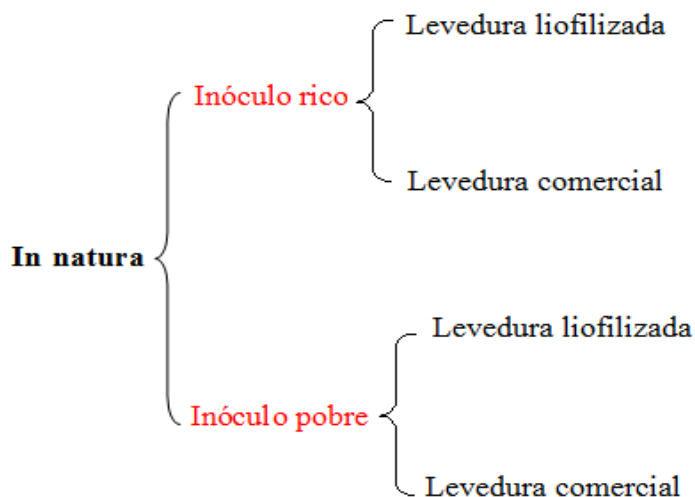 Levedura liofilizada
Inóculo rico
Levedura comercial
In natura
Levedura liofilizada
Inóculo pobre
Levedura comercial